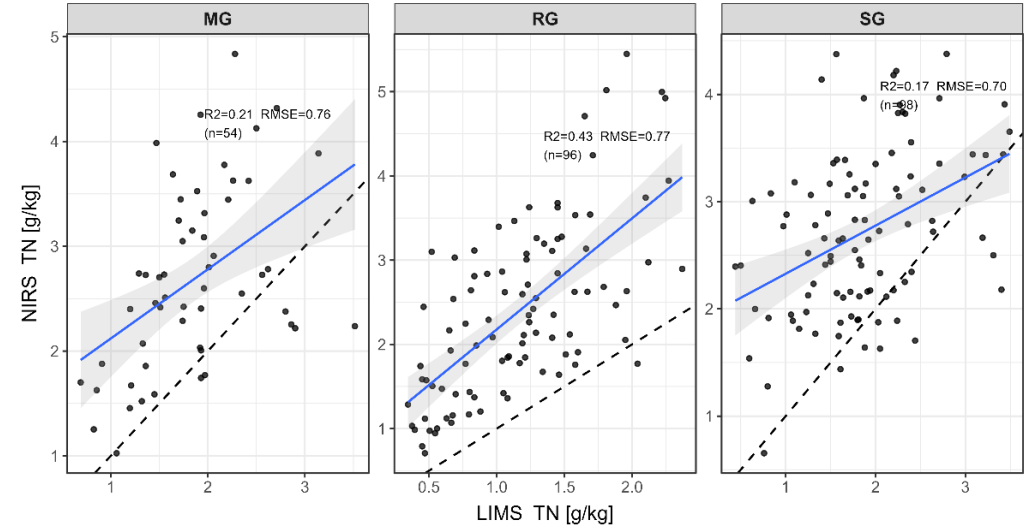 MG
RG
SG
NIRS TN [g/kg]
5
4
3
2
1
R2=0.21 RMSE=0.76
(n=54)
1
2
3
5
4
3
2
1
R2=0.43 RMSE=0.77
(n=96)
0.5
1.0
1.5
2.0
4
3
2
1
R2=0.17 RMSE=0.70
(n=98)
1
2
3
LIMS TN [g/kg]